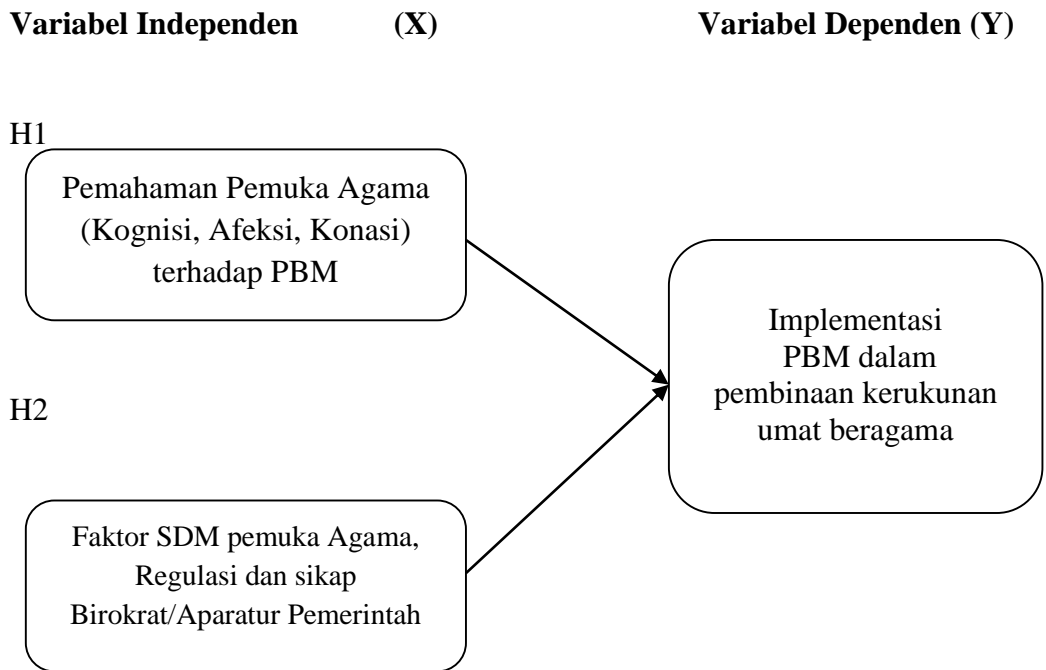 Variabel Independen (X) Variabel Dependen (Y)
H1
Pemahaman Pemuka Agama
(Kognisi, Afeksi, Konasi)
terhadap PBM
Implementasi
PBM dalam
pembinaan kerukunan
umat beragama
H2
Faktor SDM pemuka Agama,
Regulasi dan sikap
Birokrat/Aparatur Pemerintah